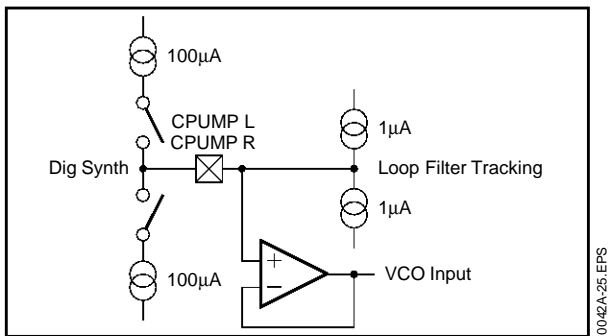 100μA
CPUMP L
CPUMP R
1μA
Dig Synth
Loop Filter Tracking
1μA
+
−
VCO Input
100μA
0042A-25.EPS